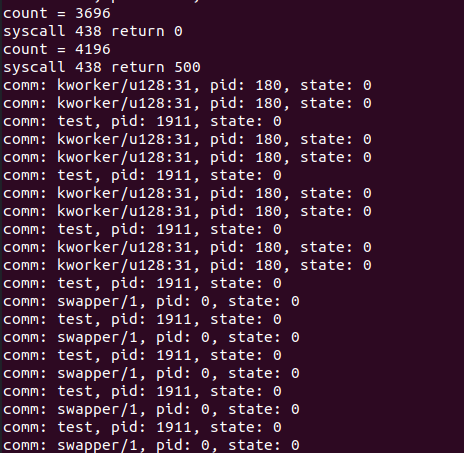 count = 3696
syscall 438 return 0
count = 4196
syscall 438 return 500
comm: kworker/u128:31, pid: 180, state: 0
comm: kworker/u128:31, pid: 180, state: 0
comm: test, pid: 1911, state: 0
comm: kworker/u128:31, pid: 180, state: 0
comm: kworker/u128:31, pid: 180, state: 0
comm: test, pid: 1911, state: 0
comm: kworker/u128:31, pid: 180, state: 0
comm: kworker/u128:31, pid: 180, state: 0
comm: test, pid: 1911, state: 0
comm: kworker/u128:31, pid: 180, state: 0
comm: kworker/u128:31, pid: 180, state: 0
comm: test, pid: 1911, state: 0
comm: swapper/1, pid: 0, state: 0
comm: test, pid: 1911, state: 0
comm: swapper/1, pid: 0, state: 0
comm: test, pid: 1911, state: 0
comm: swapper/1, pid: 0, state: 0
comm: test, pid: 1911, state: 0
comm: swapper/1, pid: 0, state: 0
comm: test, pid: 1911, state: 0
comm: swapper/1, pid: 0, state: 0